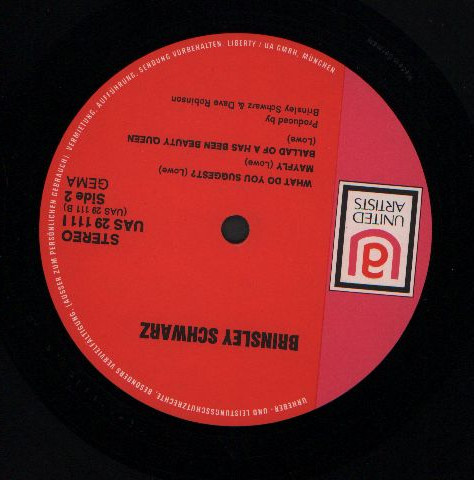 URHEBER- UND LEISTUNGSSCHUTZRECHTE, BESONDERS VERVIELFÄLTIGUNG, (AUSSER ZUM PERSÖNLICHEN GEBRAUCH), VERMIETUNG, AUFFÜHRUNG, SENDUNG VORBEHALTEN. LIBERTY / UA GMBH, MÜNCHEN
BRINSLEY SCHWARZ
ua
UNITED
ARTISTS
STEREO
UAS 29 111 I
(UAS 29 111 B)
Side 2
GEMA
WHAT DO YOU SUGGEST? (Lowe)
MAYFLY (Lowe)
BALLAD OF A HAS BEEN BEAUTY QUEEN
(Lowe)
Produced by
Brinsley Schwarz & Dave Robinson